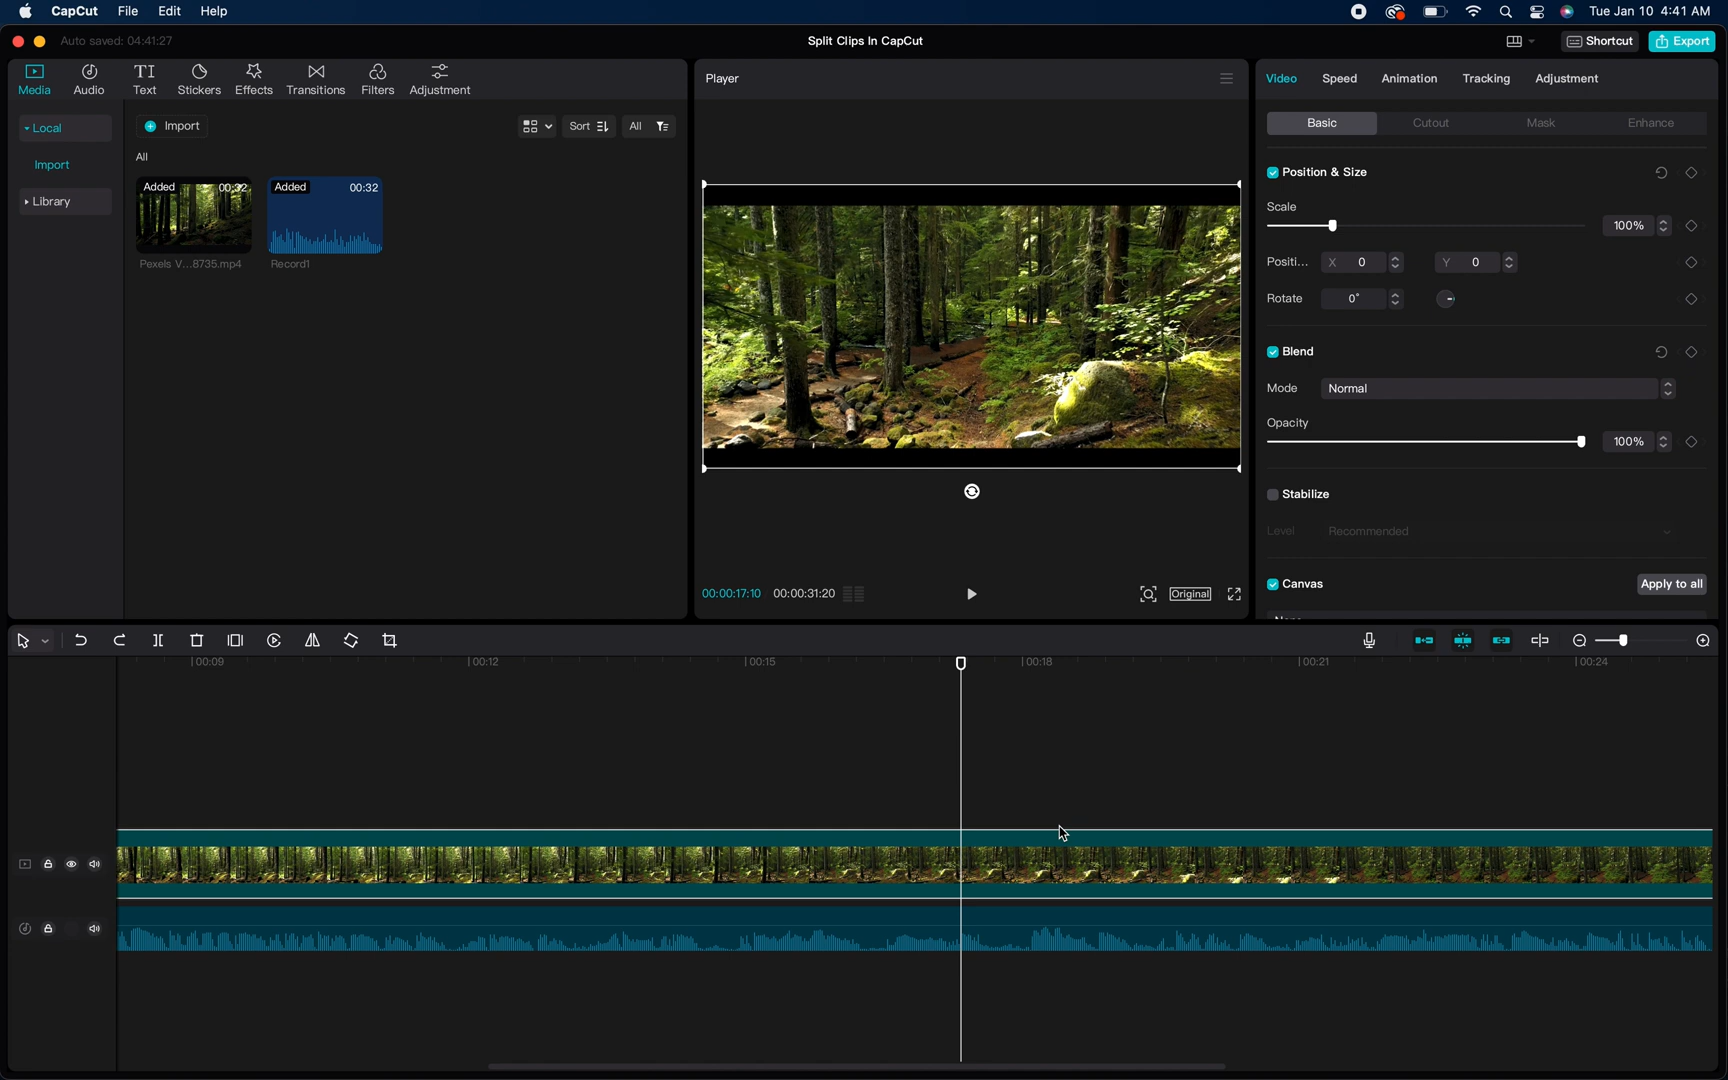 CapCut File Edit Help Tue Jan 10 4:41 AM
Auto saved: 04:41:27 Split Clips In CapCut Shortcut Export
Media Audio Text Stickers Effects Transitions Filters Adjustment
Player
Video Speed Animation Tracking Adjustment
Local
Import
Library
Import Sort All
All
Added 00:32
Pexels V...8735.mp4
Added 00:32
Record1
00:00:17:10 00:00:31:20 Original
Basic Cutout Mask Enhance
Position & Size
Scale
100%
Positi... X 0 Y 0
Rotate 0°
Blend
Mode Normal
Opacity
100%
Stabilize
Level Recommended
Canvas Apply to all
None
00:09 00:12 00:15 00:18 00:21 00:24